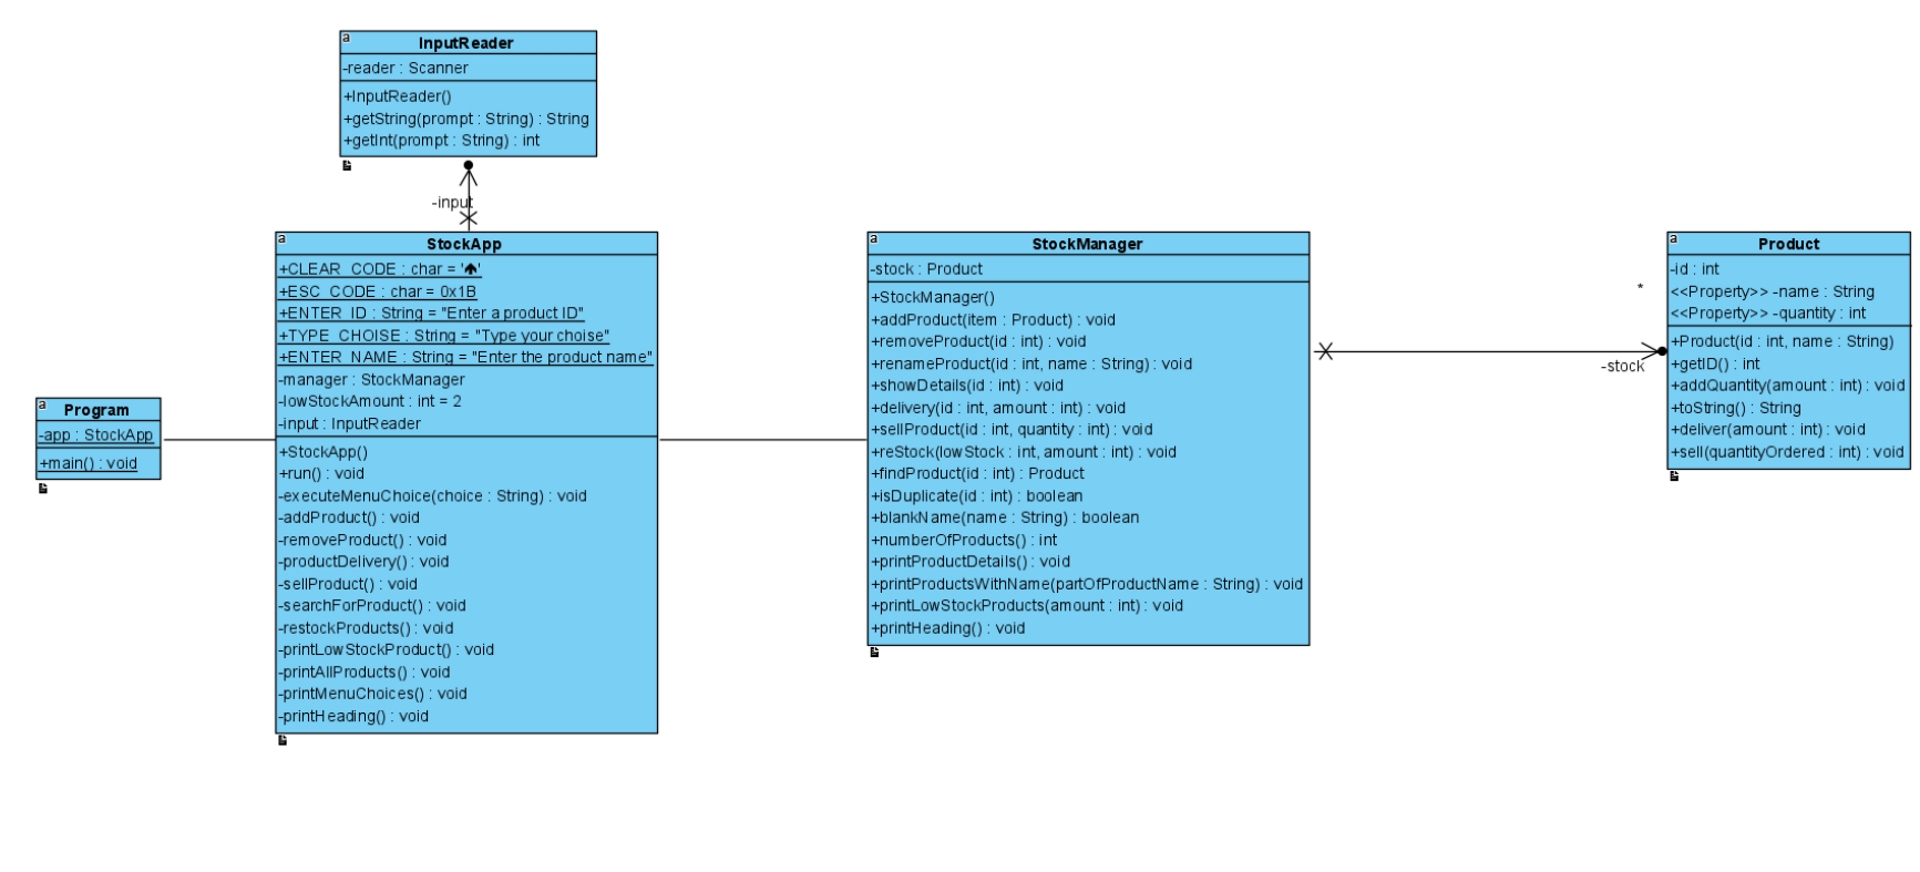 a
InputReader
-reader : Scanner
+InputReader()
+getString(prompt : String) : String
+getInt(prompt : String) : int
-input
a
StockApp
+CLEAR_CODE : char = '🡹'
+ESC_CODE : char = 0x1B
+ENTER_ID : String = "Enter a product ID"
+TYPE_CHOISE : String = "Type your choise"
+ENTER_NAME : String = "Enter the product name"
-manager : StockManager
-lowStockAmount : int = 2
-input : InputReader
+StockApp()
+run() : void
-executeMenuChoice(choice : String) : void
-addProduct() : void
-removeProduct() : void
-productDelivery() : void
-sellProduct() : void
-searchForProduct() : void
-restockProducts() : void
-printLowStockProduct() : void
-printAllProducts() : void
-printMenuChoices() : void
-printHeading() : void
a
Program
-app : StockApp
+main() : void
a
StockManager
-stock : Product
+StockManager()
+addProduct(item : Product) : void
+removeProduct(id : int) : void
+renameProduct(id : int, name : String) : void
+showDetails(id : int) : void
+delivery(id : int, amount : int) : void
+sellProduct(id : int, quantity : int) : void
+reStock(lowStock : int, amount : int) : void
+findProduct(id : int) : Product
+isDuplicate(id : int) : boolean
+blankName(name : String) : boolean
+numberOfProducts() : int
+printProductDetails() : void
+printProductsWithName(partOfProductName : String) : void
+printLowStockProducts(amount : int) : void
+printHeading() : void
*
-stock
a
Product
-id : int
<<Property>> -name : String
<<Property>> -quantity : int
+Product(id : int, name : String)
+getID() : int
+addQuantity(amount : int) : void
+toString() : String
+deliver(amount : int) : void
+sell(quantityOrdered : int) : void